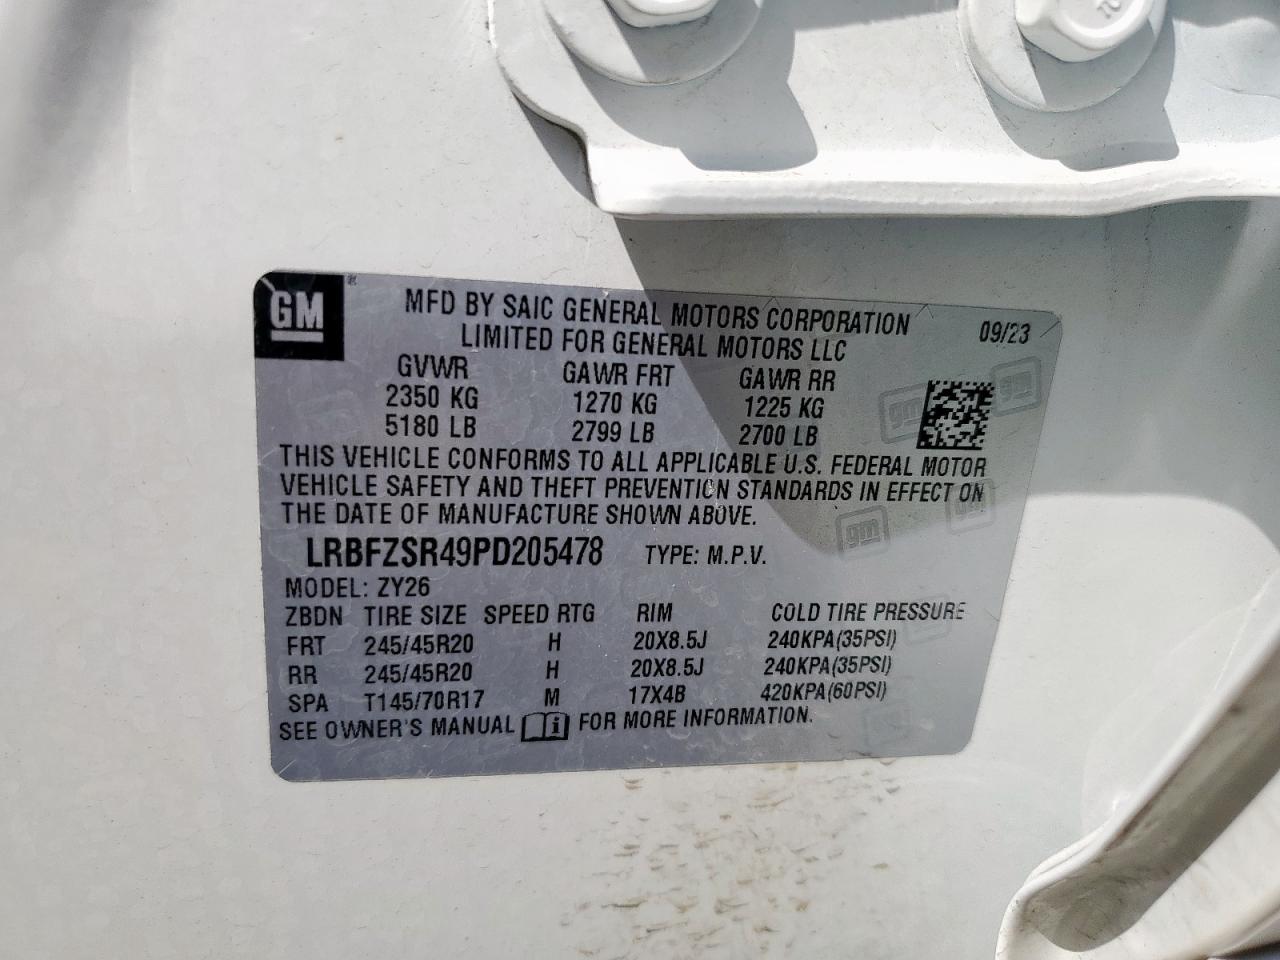 GM
MFD BY SAIC GENERAL MOTORS CORPORATION
LIMITED FOR GENERAL MOTORS LLC
09/23
GVWR GAWR FRT GAWR RR
2350 KG 1270 KG 1225 KG
5180 LB 2799 LB 2700 LB
THIS VEHICLE CONFORMS TO ALL APPLICABLE U.S. FEDERAL MOTOR
VEHICLE SAFETY AND THEFT PREVENTION STANDARDS IN EFFECT ON
THE DATE OF MANUFACTURE SHOWN ABOVE.
LRBFZSR49PD205478 TYPE: M.P.V.
MODEL: ZY26
ZBDN TIRE SIZE SPEED RTG RIM COLD TIRE PRESSURE
FRT 245/45R20 H 20X8.5J 240KPA(35PSI)
RR 245/45R20 H 20X8.5J 240KPA(35PSI)
SPA T145/70R17 M 17X4B 420KPA(60PSI)
SEE OWNER'S MANUAL i FOR MORE INFORMATION.